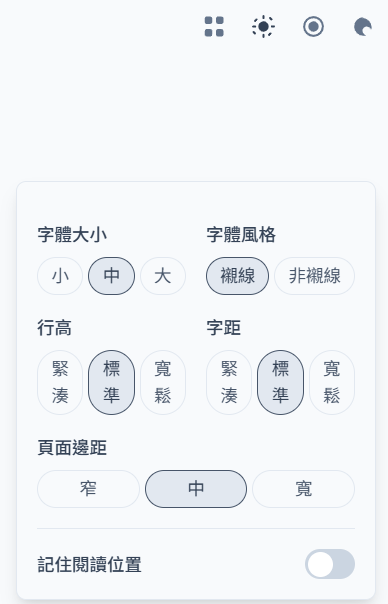 字體大小 字體風格
小 中 大 襯線 非襯線
行高 字距
緊湊 標準 寬鬆 緊湊 標準 寬鬆
頁面邊距
窄 中 寬
記住閱讀位置